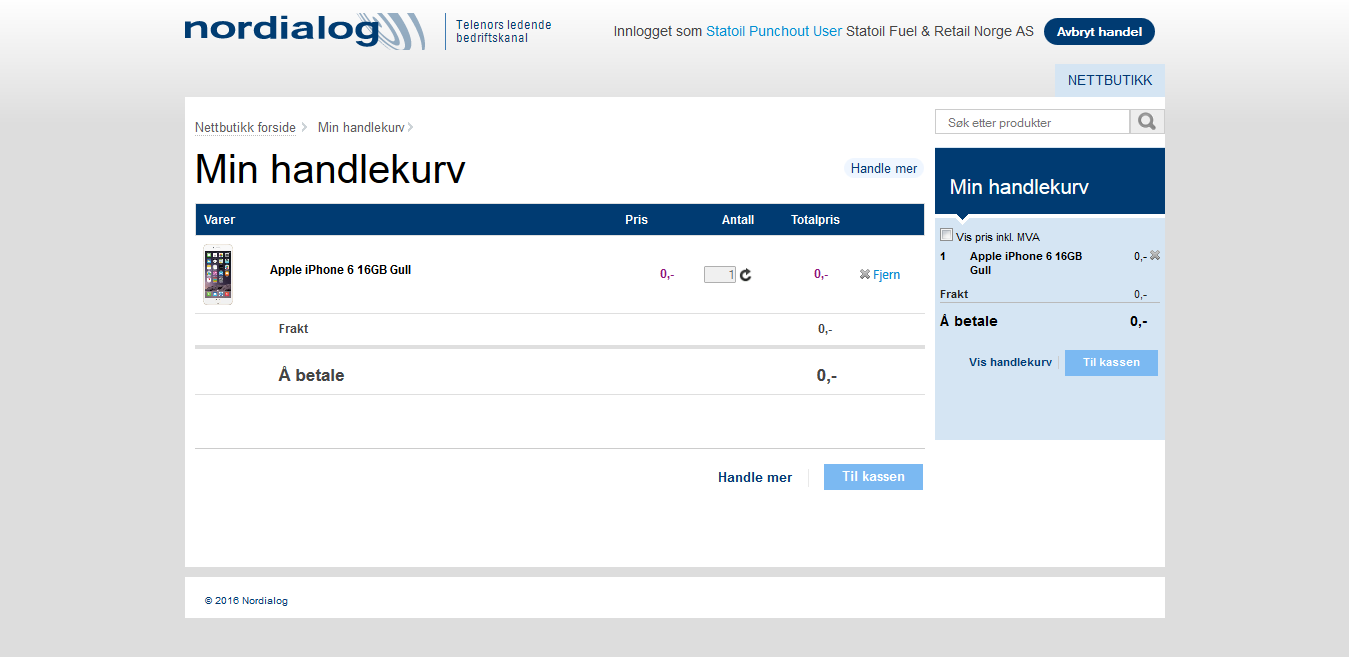 nordialog
Telenors ledende
bedriftskanal
Innlogget som Statoil Punchout User Statoil Fuel & Retail Norge AS
Avbryt handel
NETTBUTIKK
Nettbutikk forside
Min handlekurv
Min handlekurv
Handle mer
Varer Pris Antall Totalpris
Apple iPhone 6 16GB Gull 0,- 1 0,- Fjern
Frakt 0,-
Å betale 0,-
Handle mer
Til kassen
Søk etter produkter
Min handlekurv
Vis pris inkl. MVA
1 Apple iPhone 6 16GB 0,-
Gull
Frakt 0,-
Å betale 0,-
Vis handlekurv
Til kassen
© 2016 Nordialog